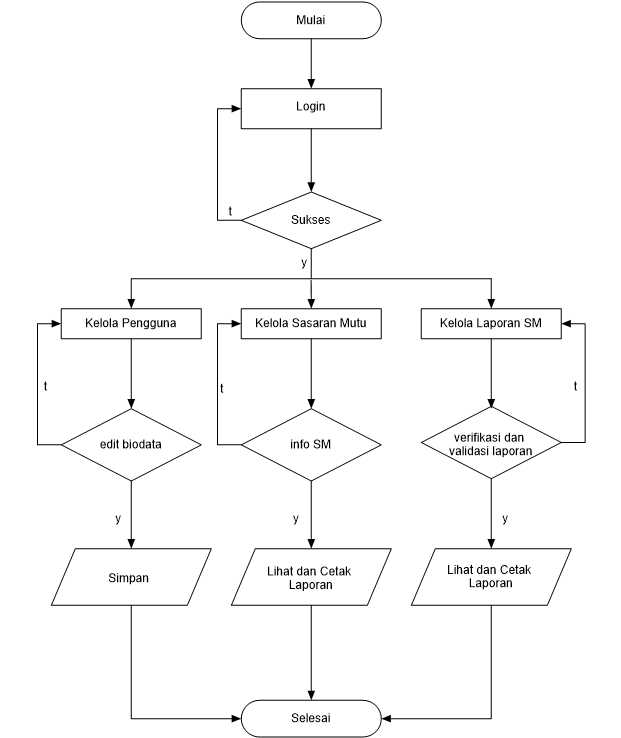 Mulai
Login
t
Sukses
y
Kelola Pengguna
Kelola Sasaran Mutu
Kelola Laporan SM
t
t
t
edit biodata
info SM
verifikasi dan
validasi laporan
y
y
y
Simpan
Lihat dan Cetak
Laporan
Lihat dan Cetak
Laporan
Selesai